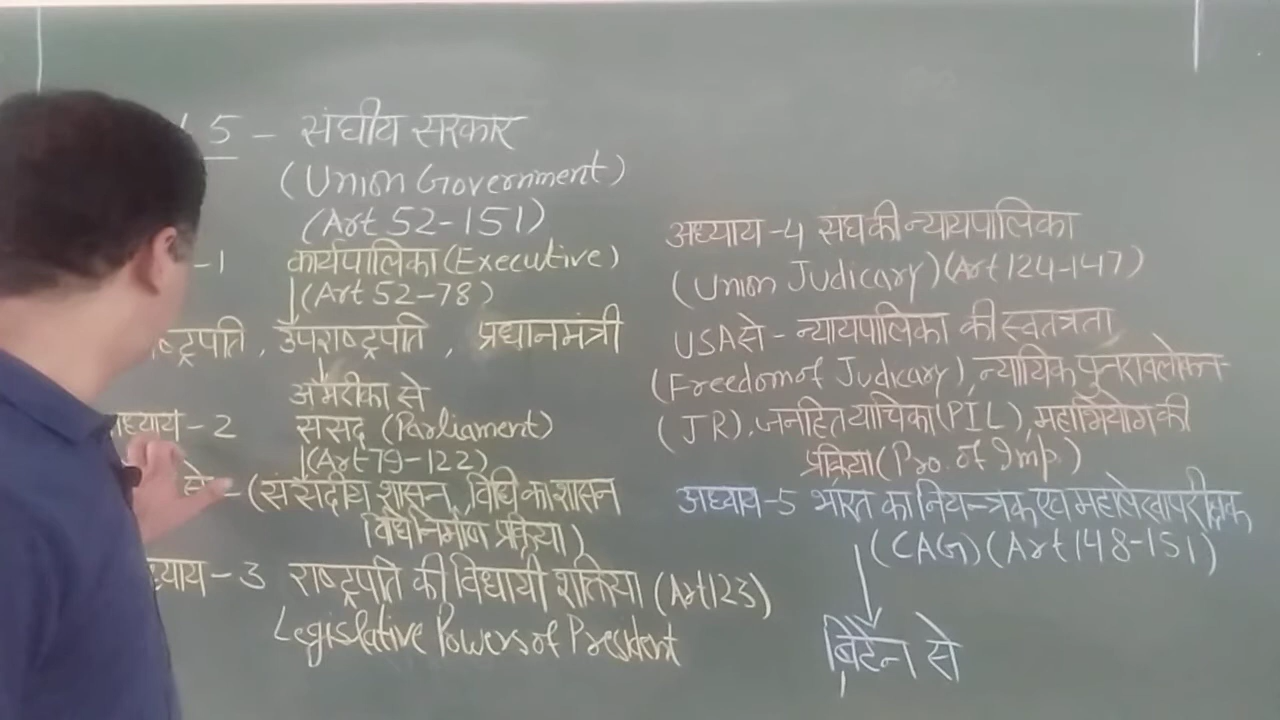 5 - संघीय सरकार
(Union Government)
(Art 52-151)
-1 कार्यपालिका (Executive)
(Art 52-78)
ष्ट्रपति, उपराष्ट्रपति, प्रधानमंत्री
अमेरीका से
ध्याय-2 संसद (Parliament)
(Art 79-122)
से - (संसदीय शासन, विधि का शासन
विधि निर्माण प्रक्रिया)
ध्याय-3 राष्ट्रपति की विधायी शक्तिया (Art 123)
Legislative Powers of President
अध्याय-4 संघ की न्यायपालिका
(Union Judicary) (Art 124-147)
USA से - न्यायपालिका की स्वतंत्रता
(Freedom of Judicary), न्यायिक पुनरावलोकन
(JR), जनहित याचिका (PIL), महाभियोग की
प्रक्रिया (Pro. of Imp.)
अध्याय-5 भारत का नियन्त्रक एव महालेखा परीक्षक
(CAG) (Art 148-151)
ब्रिटेन से